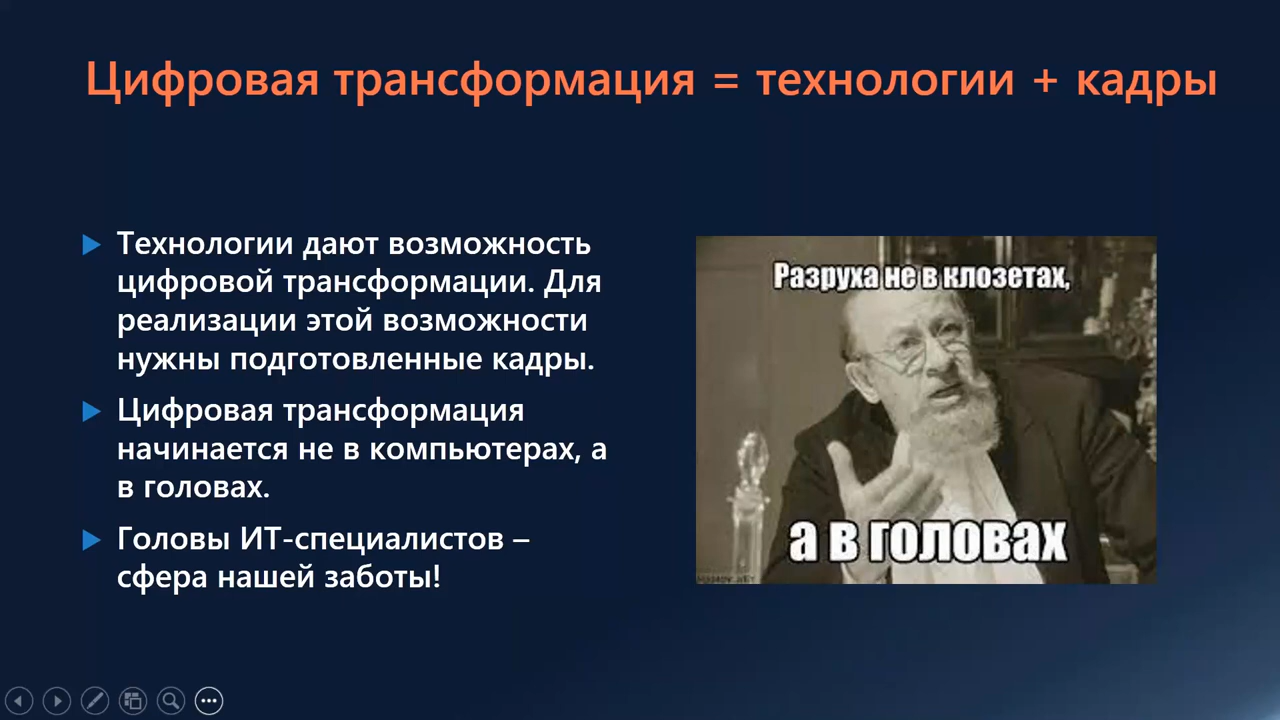 Цифровая трансформация = технологии + кадры
Технологии дают возможность
цифровой трансформации. Для
реализации этой возможности
нужны подготовленные кадры.
Цифровая трансформация
начинается не в компьютерах, а
в головах.
Головы ИТ-специалистов –
сфера нашей заботы!
Разруха не в клозетах,
а в головах